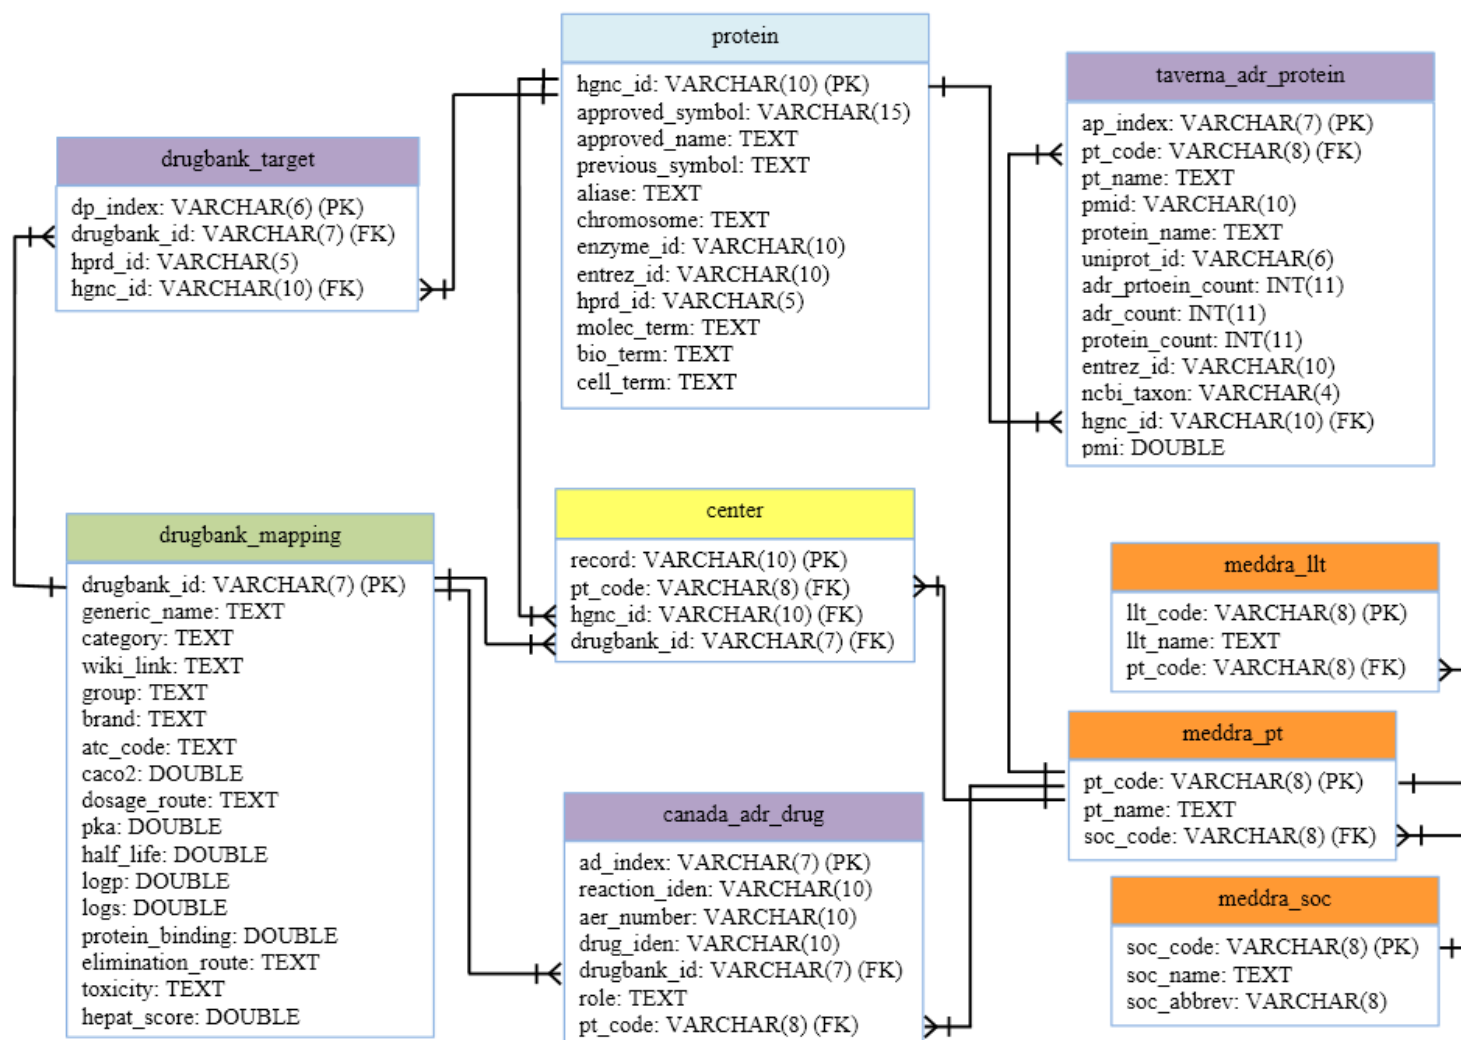 protein
hgnc_id: VARCHAR(10) (PK)
approved_symbol: VARCHAR(15)
approved_name: TEXT
previous_symbol: TEXT
aliase: TEXT
chromosome: TEXT
enzyme_id: VARCHAR(10)
entrez_id: VARCHAR(10)
hprd_id: VARCHAR(5)
molec_term: TEXT
bio_term: TEXT
cell_term: TEXT
taverna_adr_protein
ap_index: VARCHAR(7) (PK)
pt_code: VARCHAR(8) (FK)
pt_name: TEXT
pmid: VARCHAR(10)
protein_name: TEXT
uniprot_id: VARCHAR(6)
adr_prtoein_count: INT(11)
adr_count: INT(11)
protein_count: INT(11)
entrez_id: VARCHAR(10)
ncbi_taxon: VARCHAR(4)
hgnc_id: VARCHAR(10) (FK)
pmi: DOUBLE
drugbank_target
dp_index: VARCHAR(6) (PK)
drugbank_id: VARCHAR(7) (FK)
hprd_id: VARCHAR(5)
hgnc_id: VARCHAR(10) (FK)
drugbank_mapping
drugbank_id: VARCHAR(7) (PK)
generic_name: TEXT
category: TEXT
wiki_link: TEXT
group: TEXT
brand: TEXT
atc_code: TEXT
caco2: DOUBLE
dosage_route: TEXT
pka: DOUBLE
half_life: DOUBLE
logp: DOUBLE
logs: DOUBLE
protein_binding: DOUBLE
elimination_route: TEXT
toxicity: TEXT
hepat_score: DOUBLE
center
record: VARCHAR(10) (PK)
pt_code: VARCHAR(8) (FK)
hgnc_id: VARCHAR(10) (FK)
drugbank_id: VARCHAR(7) (FK)
canada_adr_drug
ad_index: VARCHAR(7) (PK)
reaction_iden: VARCHAR(10)
aer_number: VARCHAR(10)
drug_iden: VARCHAR(10)
drugbank_id: VARCHAR(7) (FK)
role: TEXT
pt_code: VARCHAR(8) (FK)
meddra_llt
llt_code: VARCHAR(8) (PK)
llt_name: TEXT
pt_code: VARCHAR(8) (FK)
meddra_pt
pt_code: VARCHAR(8) (PK)
pt_name: TEXT
soc_code: VARCHAR(8) (FK)
meddra_soc
soc_code: VARCHAR(8) (PK)
soc_name: TEXT
soc_abbrev: VARCHAR(8)